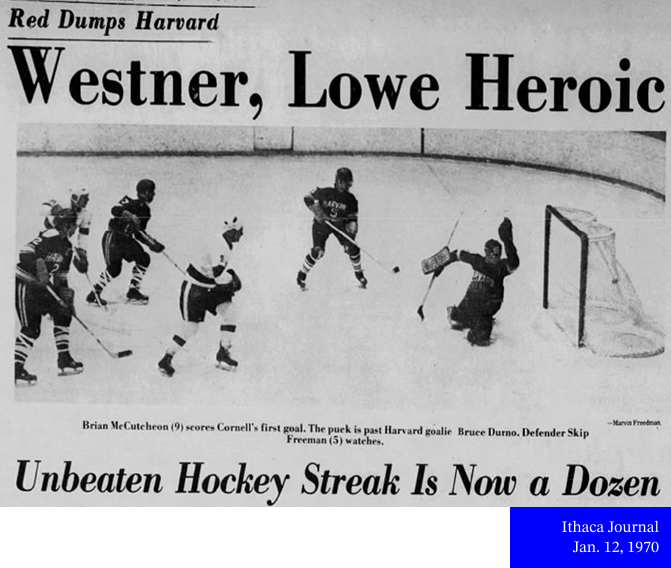 Red Dumps Harvard
Westner, Lowe Heroic
HARVARD
5
—Marvin Freedman.
Brian McCutcheon (9) scores Cornell's first goal. The puck is past Harvard goalie Bruce Durno. Defender Skip
Freeman (5) watches.
Unbeaten Hockey Streak Is Now a Dozen
Ithaca Journal
Jan. 12, 1970